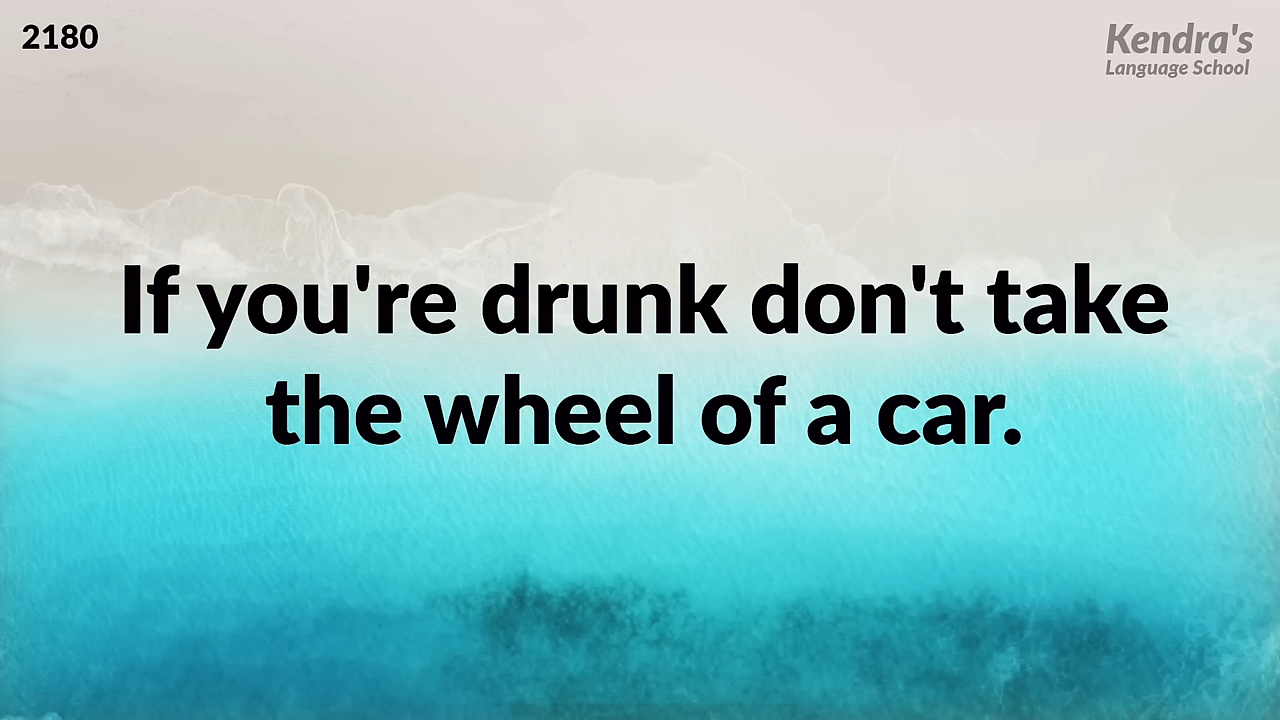 2180
Kendra's
Language School
If you're drunk don't take
the wheel of a car.